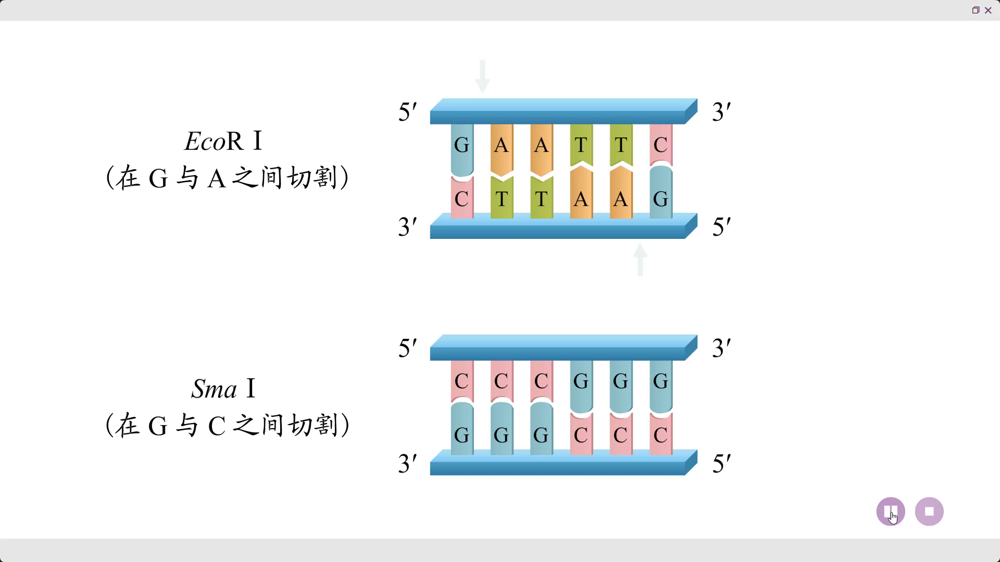 5′ 3′
G A A T T C
EcoR Ⅰ
（在 G 与 A 之间切割）
C T T A A G
3′ 5′
5′ 3′
C C C G G G
Sma Ⅰ
（在 G 与 C 之间切割）
G G G C C C
3′ 5′